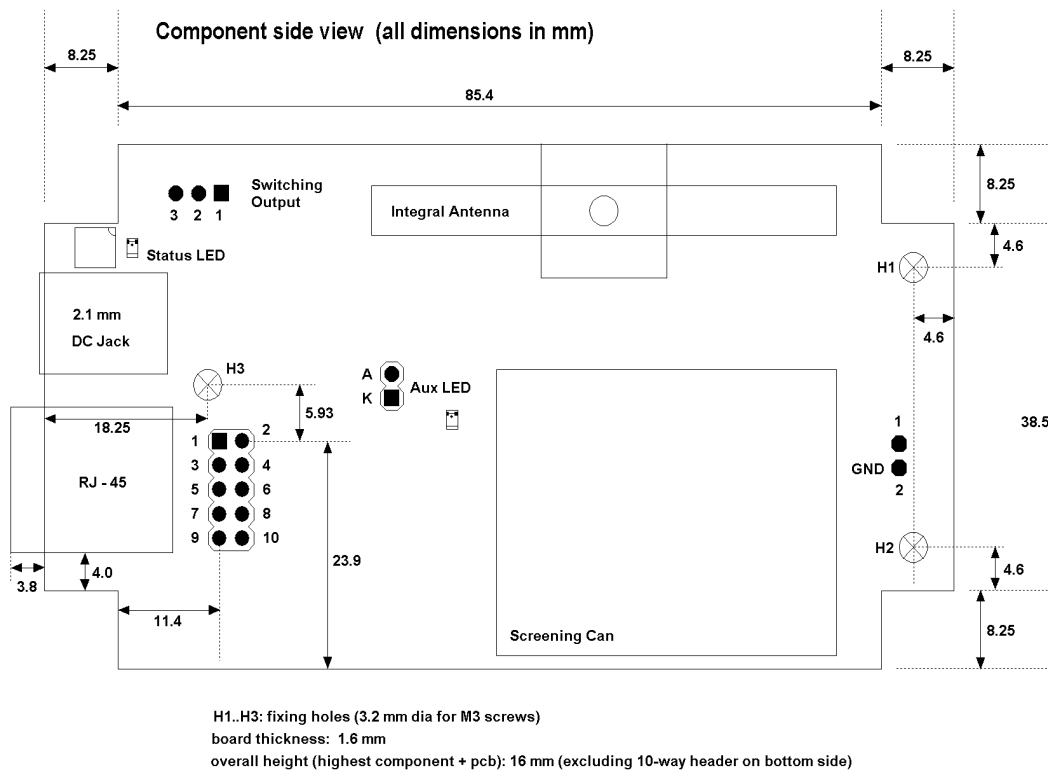 Component side view (all dimensions in mm)
8.25
8.25
85.4
Switching
Output
3 2 1
Integral Antenna
8.25
Status LED
4.6
H1
2.1 mm
DC Jack
4.6
H3
A
Aux LED
K
5.93
18.25
1
2
1
38.5
3
4
RJ - 45
GND
5
6
2
7
8
9
10
H2
23.9
4.0
3.8
4.6
11.4
Screening Can
8.25
H1..H3: fixing holes (3.2 mm dia for M3 screws)
board thickness: 1.6 mm
overall height (highest component + pcb): 16 mm (excluding 10-way header on bottom side)